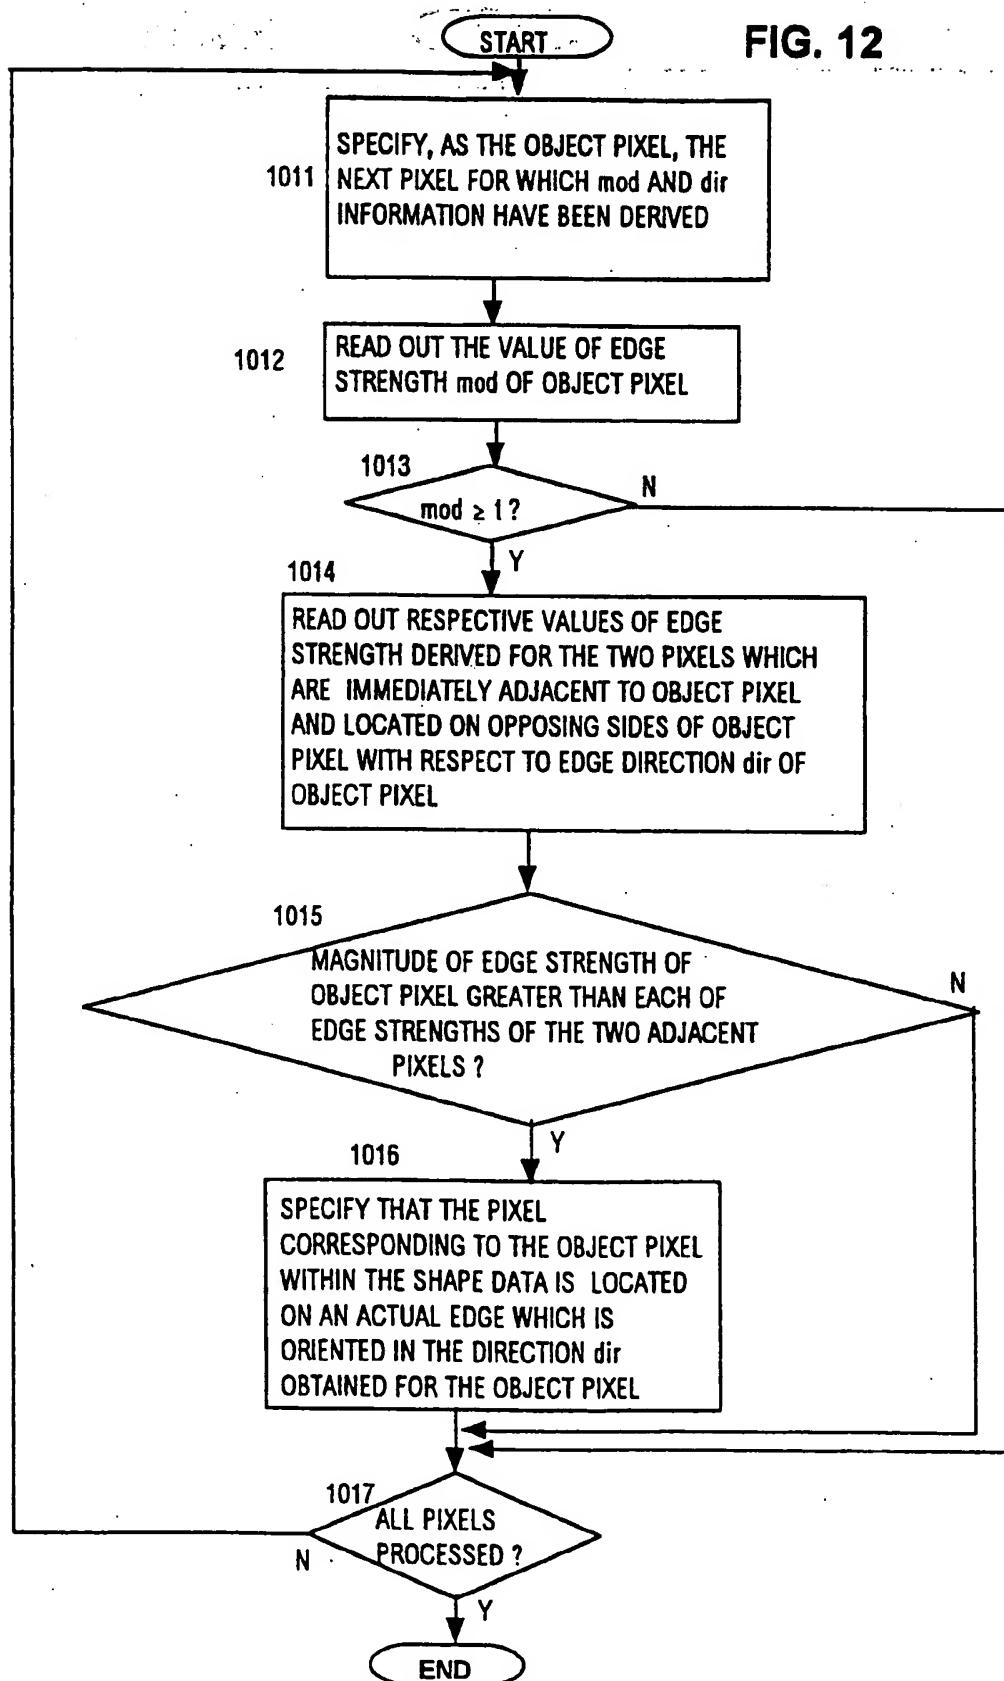 START
FIG. 12
1011
SPECIFY, AS THE OBJECT PIXEL, THE
NEXT PIXEL FOR WHICH mod AND dir
INFORMATION HAVE BEEN DERIVED
1012
READ OUT THE VALUE OF EDGE
STRENGTH mod OF OBJECT PIXEL
1013
mod ≥ 1?
N
Y
1014
READ OUT RESPECTIVE VALUES OF EDGE
STRENGTH DERIVED FOR THE TWO PIXELS WHICH
ARE IMMEDIATELY ADJACENT TO OBJECT PIXEL
AND LOCATED ON OPPOSING SIDES OF OBJECT
PIXEL WITH RESPECT TO EDGE DIRECTION dir OF
OBJECT PIXEL
1015
MAGNITUDE OF EDGE STRENGTH OF
OBJECT PIXEL GREATER THAN EACH OF
EDGE STRENGTHS OF THE TWO ADJACENT
PIXELS ?
N
Y
1016
SPECIFY THAT THE PIXEL
CORRESPONDING TO THE OBJECT PIXEL
WITHIN THE SHAPE DATA IS LOCATED
ON AN ACTUAL EDGE WHICH IS
ORIENTED IN THE DIRECTION dir
OBTAINED FOR THE OBJECT PIXEL
1017
ALL PIXELS
PROCESSED ?
N
Y
END